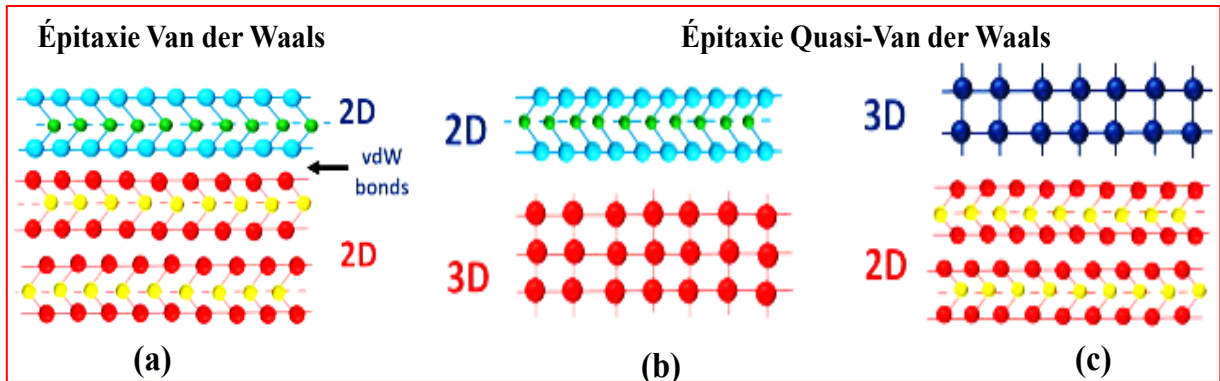 Épitaxie Van der Waals
Épitaxie Quasi-Van der Waals
2D
vdW
bonds
2D
(a)
2D
3D
(b)
3D
2D
(c)